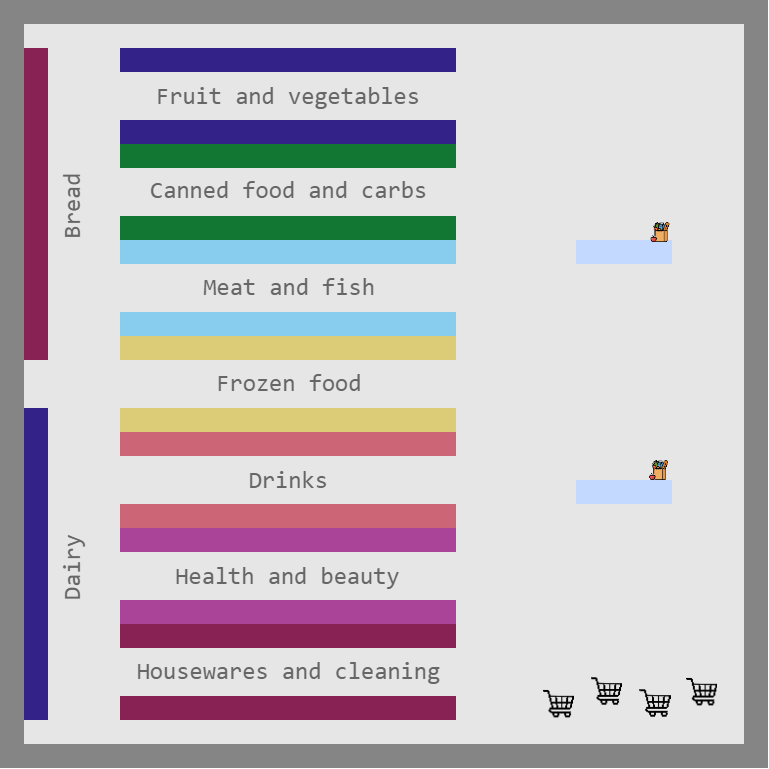 Fruit and vegetables
Bread
Canned food and carbs
Meat and fish
Frozen food
Drinks
Dairy
Health and beauty
Housewares and cleaning